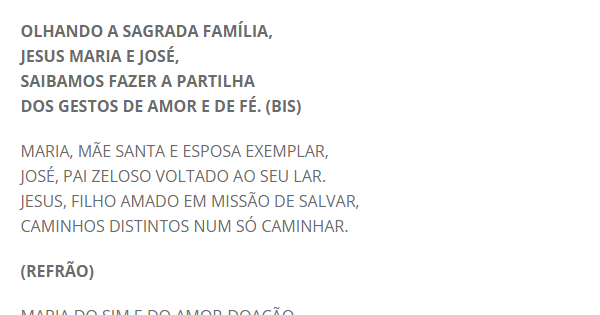 OLHANDO A SAGRADA FAMÍLIA,
JESUS MARIA E JOSÉ,
SAIBAMOS FAZER A PARTILHA
DOS GESTOS DE AMOR E DE FÉ. (BIS)
MARIA, MÃE SANTA E ESPOSA EXEMPLAR,
JOSÉ, PAI ZELOSO VOLTADO AO SEU LAR.
JESUS, FILHO AMADO EM MISSÃO DE SALVAR,
CAMINHOS DISTINTOS NUM SÓ CAMINHAR.
(REFRÃO)
MARIA DO SIM E DO AMOR-DOAÇÃO